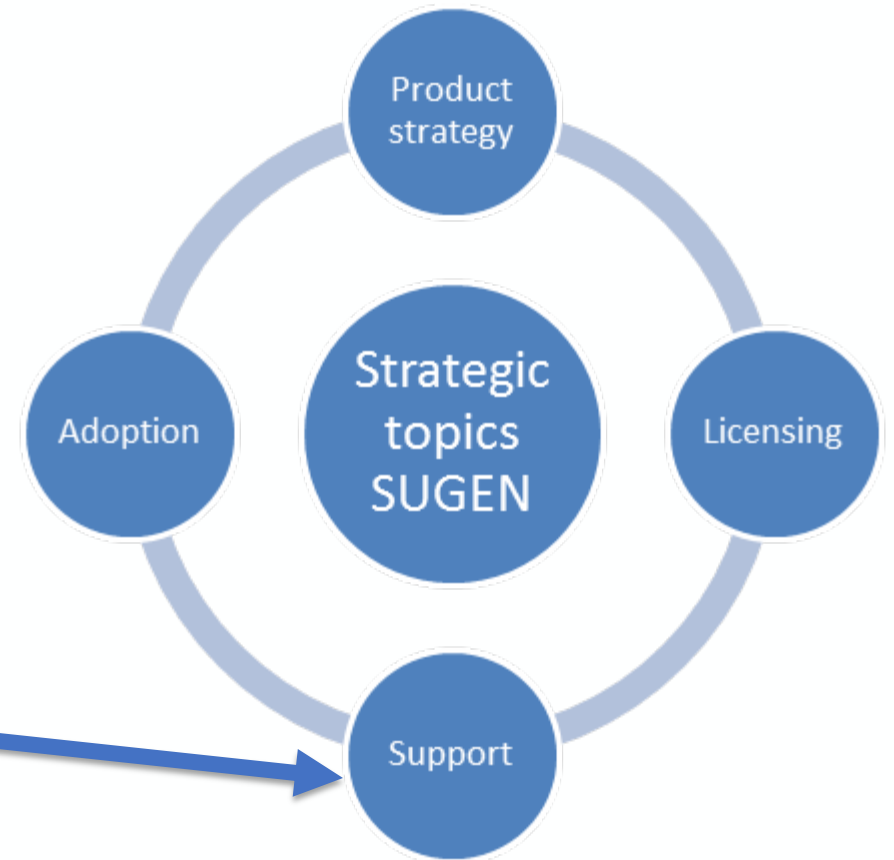 Product
strategy
Strategic
topics
SUGEN
Adoption
Licensing
Support